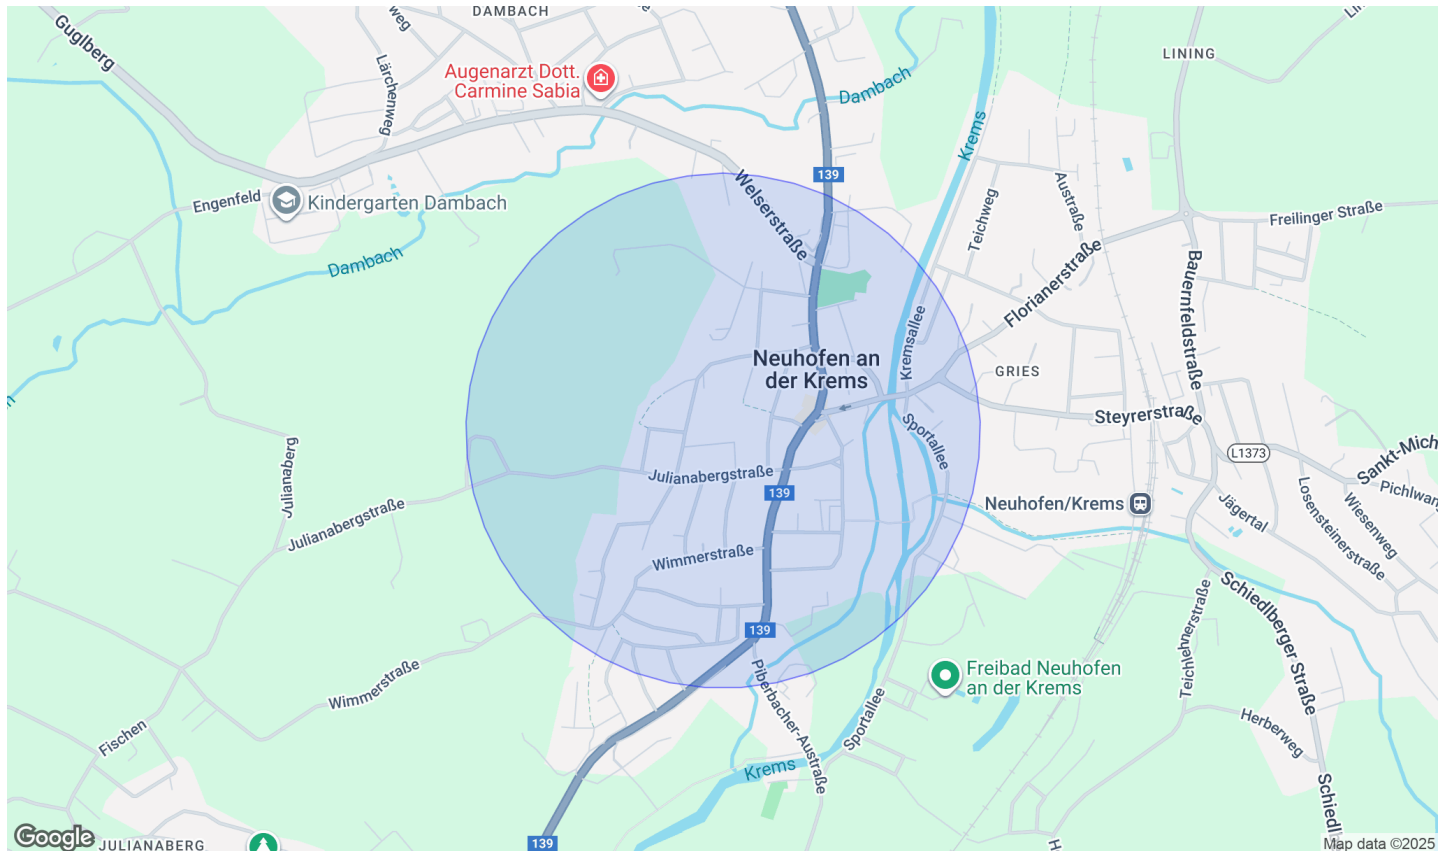 DAMBACH
Guglberg
weg
Lärchenweg
Augenarzt Dott.
Carmine Sabia
Dambach
LINING
Krems
139
Welserstraße
Engenfeld
Kindergarten Dambach
Teichweg
Austraße
Freilinger Straße
Dambach
Florianerstraße
Bauernfeldstraße
Kremsallee
Neuhofen an
der Krems
GRIES
Steyrerstraße
Sportallee
L1373
Sankt-Mich
Julianaberg
Julianabergstraße
139
Neuhofen/Krems
Pichlwang
Jägertal
Losensteinerstraße
Wiesenweg
Julianabergstraße
Wimmerstraße
Schiedlberger Straße
Teichlehnerstraße
139
Freibad Neuhofen
an der Krems
Wimmerstraße
Piberbacher-Austraße
Sportallee
Fischen
Herberweg
Krems
Schiedl
139
Google
JULIANABERG
Map data ©2025